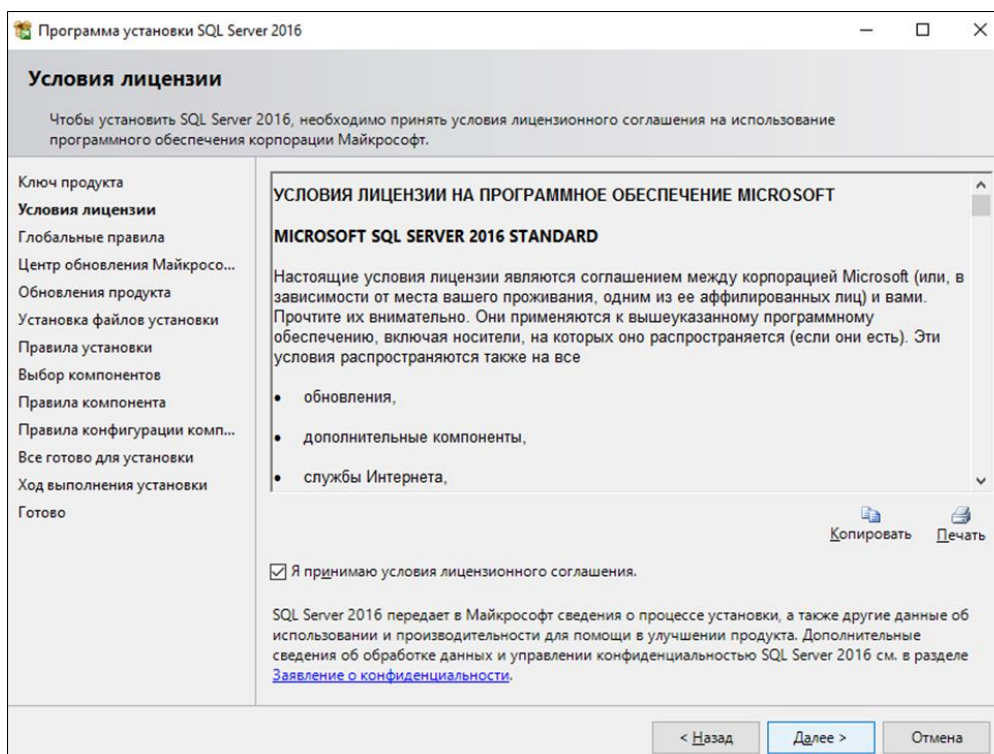 Программа установки SQL Server 2016
Условия лицензии
Чтобы установить SQL Server 2016, необходимо принять условия лицензионного соглашения на использование
программного обеспечения корпорации Майкрософт.
Ключ продукта
Условия лицензии
Глобальные правила
Центр обновления Майкросо...
Обновления продукта
Установка файлов установки
Правила установки
Выбор компонентов
Правила компонента
Правила конфигурации комп...
Все готово для установки
Ход выполнения установки
Готово
УСЛОВИЯ ЛИЦЕНЗИИ НА ПРОГРАММНОЕ ОБЕСПЕЧЕНИЕ MICROSOFT
MICROSOFT SQL SERVER 2016 STANDARD
Настоящие условия лицензии являются соглашением между корпорацией Microsoft (или, в
зависимости от места вашего проживания, одним из ее аффилированных лиц) и вами.
Прочтите их внимательно. Они применяются к вышеуказанному программному
обеспечению, включая носители, на которых оно распространяется (если они есть). Эти
условия распространяются также на все
• обновления,
• дополнительные компоненты,
• службы Интернета,
Копировать
Печать
Я принимаю условия лицензионного соглашения.
SQL Server 2016 передает в Майкрософт сведения о процессе установки, а также другие данные об
использовании и производительности для помощи в улучшении продукта. Дополнительные
сведения об обработке данных и управлении конфиденциальностью SQL Server 2016 см. в разделе
Заявление о конфиденциальности.
< Назад
Далее >
Отмена